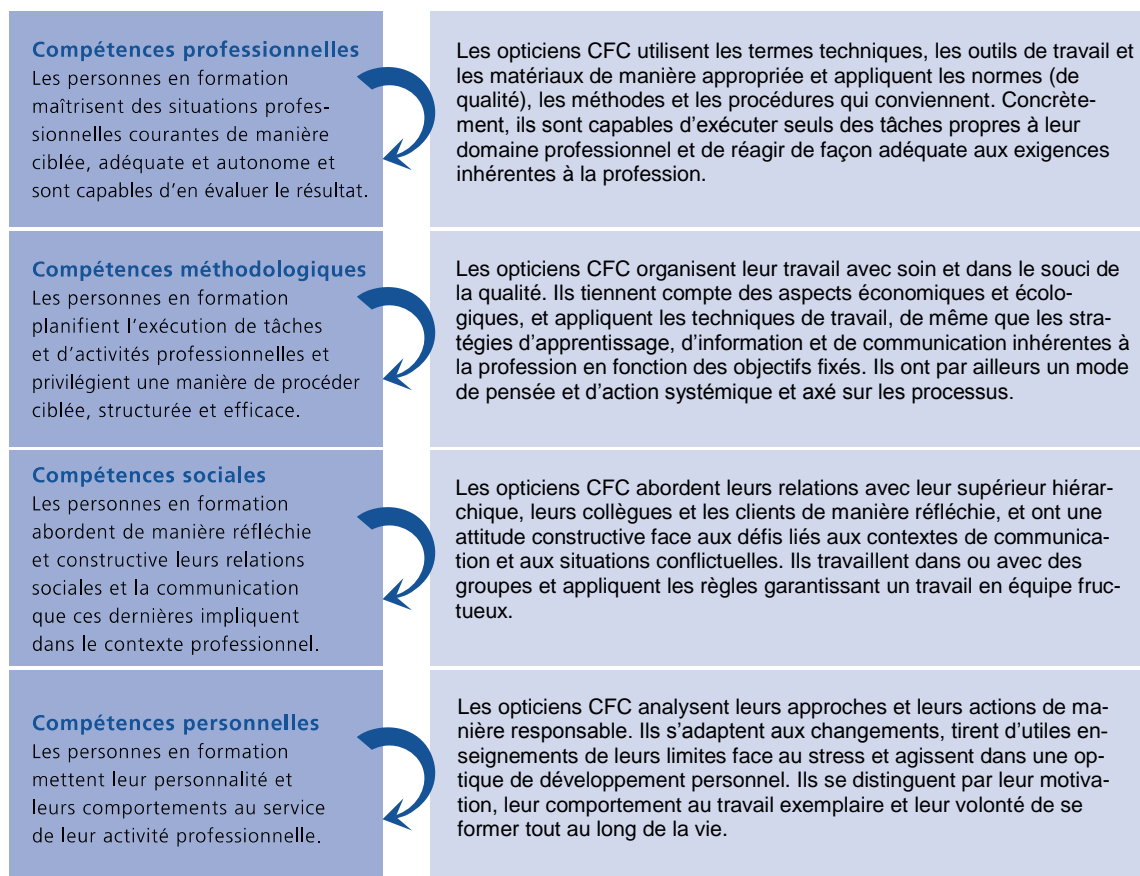 Compétences professionnelles
Les personnes en formation
maîtrisent des situations profes-
sionnelles courantes de manière
ciblée, adéquate et autonome et
sont capables d'en évaluer le résultat.
Les opticiens CFC utilisent les termes techniques, les outils de travail et
les matériaux de manière appropriée et appliquent les normes (de
qualité), les méthodes et les procédures qui conviennent. Concrète-
ment, ils sont capables d'exécuter seuls des tâches propres à leur
domaine professionnel et de réagir de façon adéquate aux exigences
inhérentes à la profession.
Compétences méthodologiques
Les personnes en formation
planifient l'exécution de tâches
et d'activités professionnelles et
privilégient une manière de procéder
ciblée, structurée et efficace.
Les opticiens CFC organisent leur travail avec soin et dans le souci de
la qualité. Ils tiennent compte des aspects économiques et écolo-
giques, et appliquent les techniques de travail, de même que les stra-
tégies d'apprentissage, d'information et de communication inhérentes à
la profession en fonction des objectifs fixés. Ils ont par ailleurs un mode
de pensée et d'action systémique et axé sur les processus.
Compétences sociales
Les personnes en formation
abordent de manière réfléchie
et constructive leurs relations
sociales et la communication
que ces dernières impliquent
dans le contexte professionnel.
Les opticiens CFC abordent leurs relations avec leur supérieur hiérar-
chique, leurs collègues et les clients de manière réfléchie, et ont une
attitude constructive face aux défis liés aux contextes de communica-
tion et aux situations conflictuelles. Ils travaillent dans ou avec des
groupes et appliquent les règles garantissant un travail en équipe fruc-
tueux.
Compétences personnelles
Les personnes en formation
mettent leur personnalité et
leurs comportements au service
de leur activité professionnelle.
Les opticiens CFC analysent leurs approches et leurs actions de ma-
nière responsable. Ils s'adaptent aux changements, tirent d'utiles en-
seignements de leurs limites face au stress et agissent dans une op-
tique de développement personnel. Ils se distinguent par leur motiva-
tion, leur comportement au travail exemplaire et leur volonté de se
former tout au long de la vie.